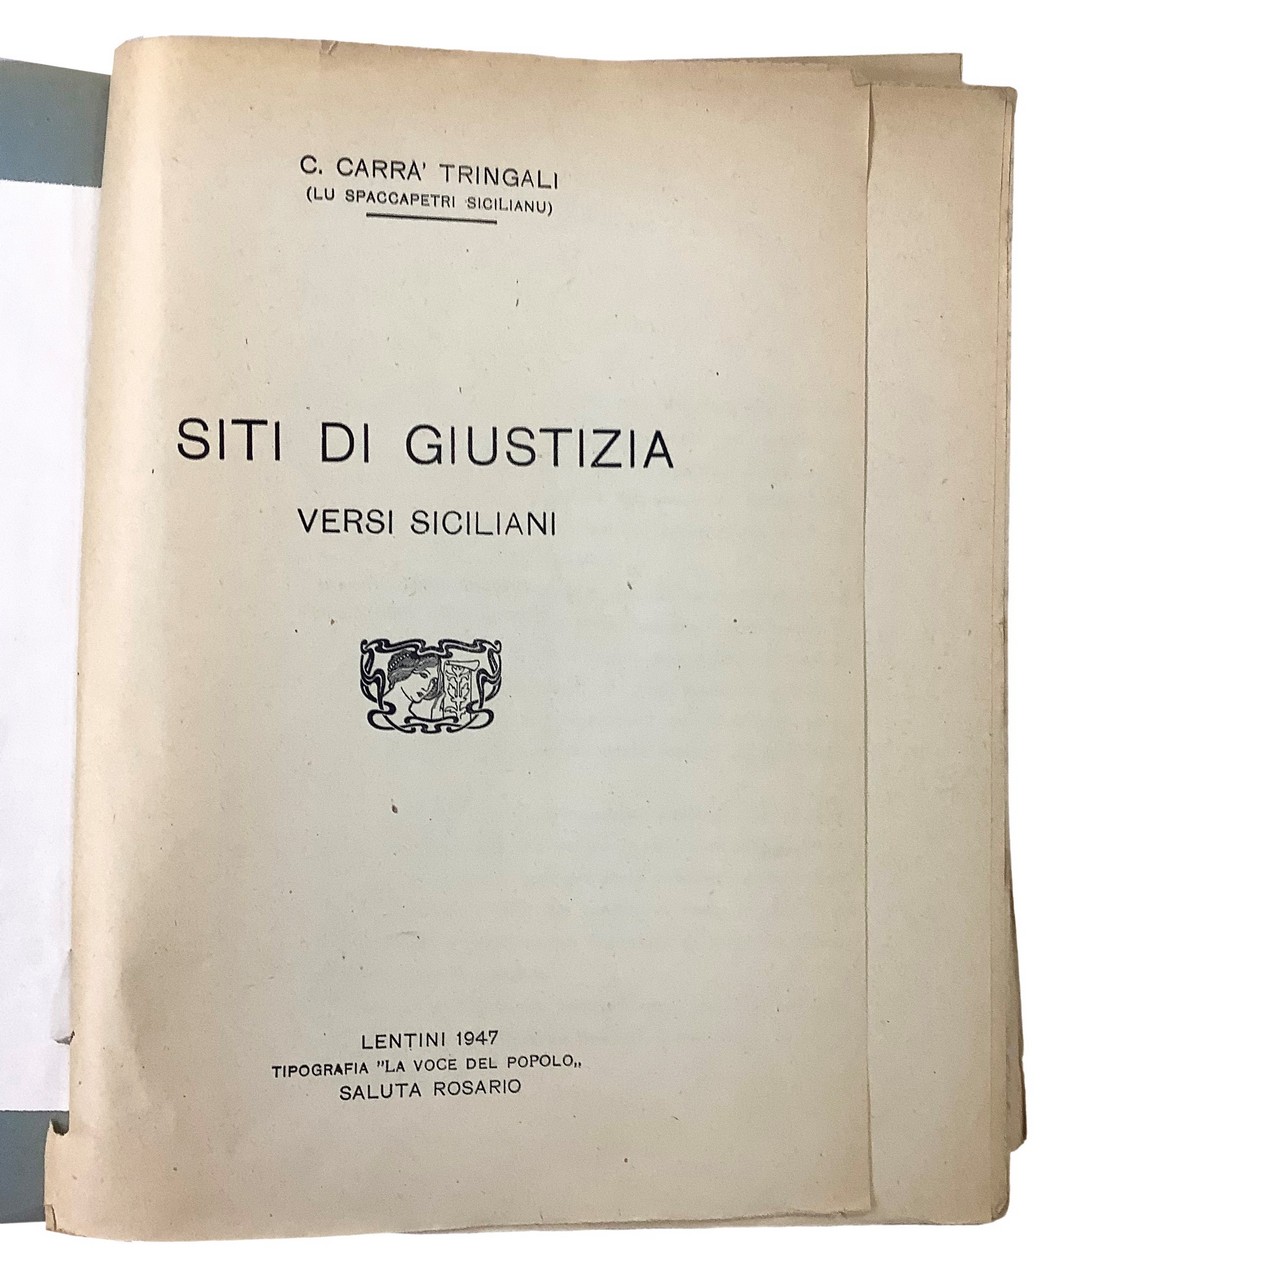 C. CARRA' TRINGALI
(LU SPACCAPETRI SICILIANU)
SITI DI GIUSTIZIA
VERSI SICILIANI
LENTINI 1947
TIPOGRAFIA "LA VOCE DEL POPOLO„
SALUTA ROSARIO